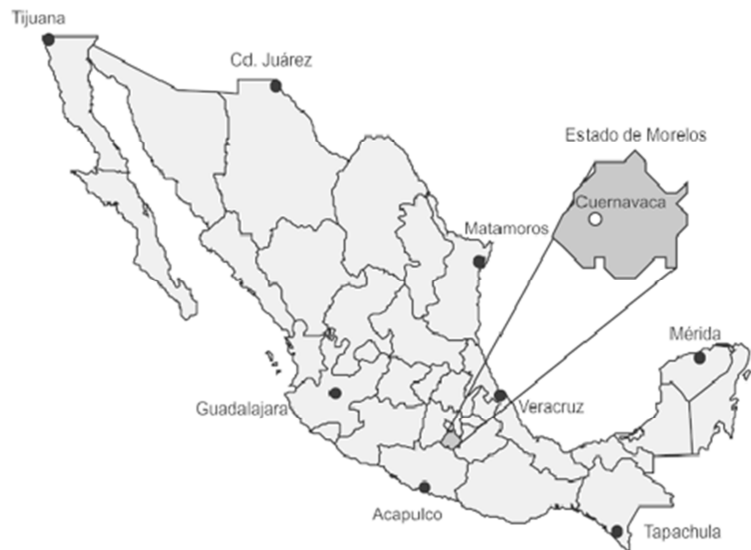 Tijuana
Cd. Juárez
Estado de Morelos
Cuernavaca
Matamoros
Mérida
Guadalajara
Veracruz
Acapulco
Tapachula